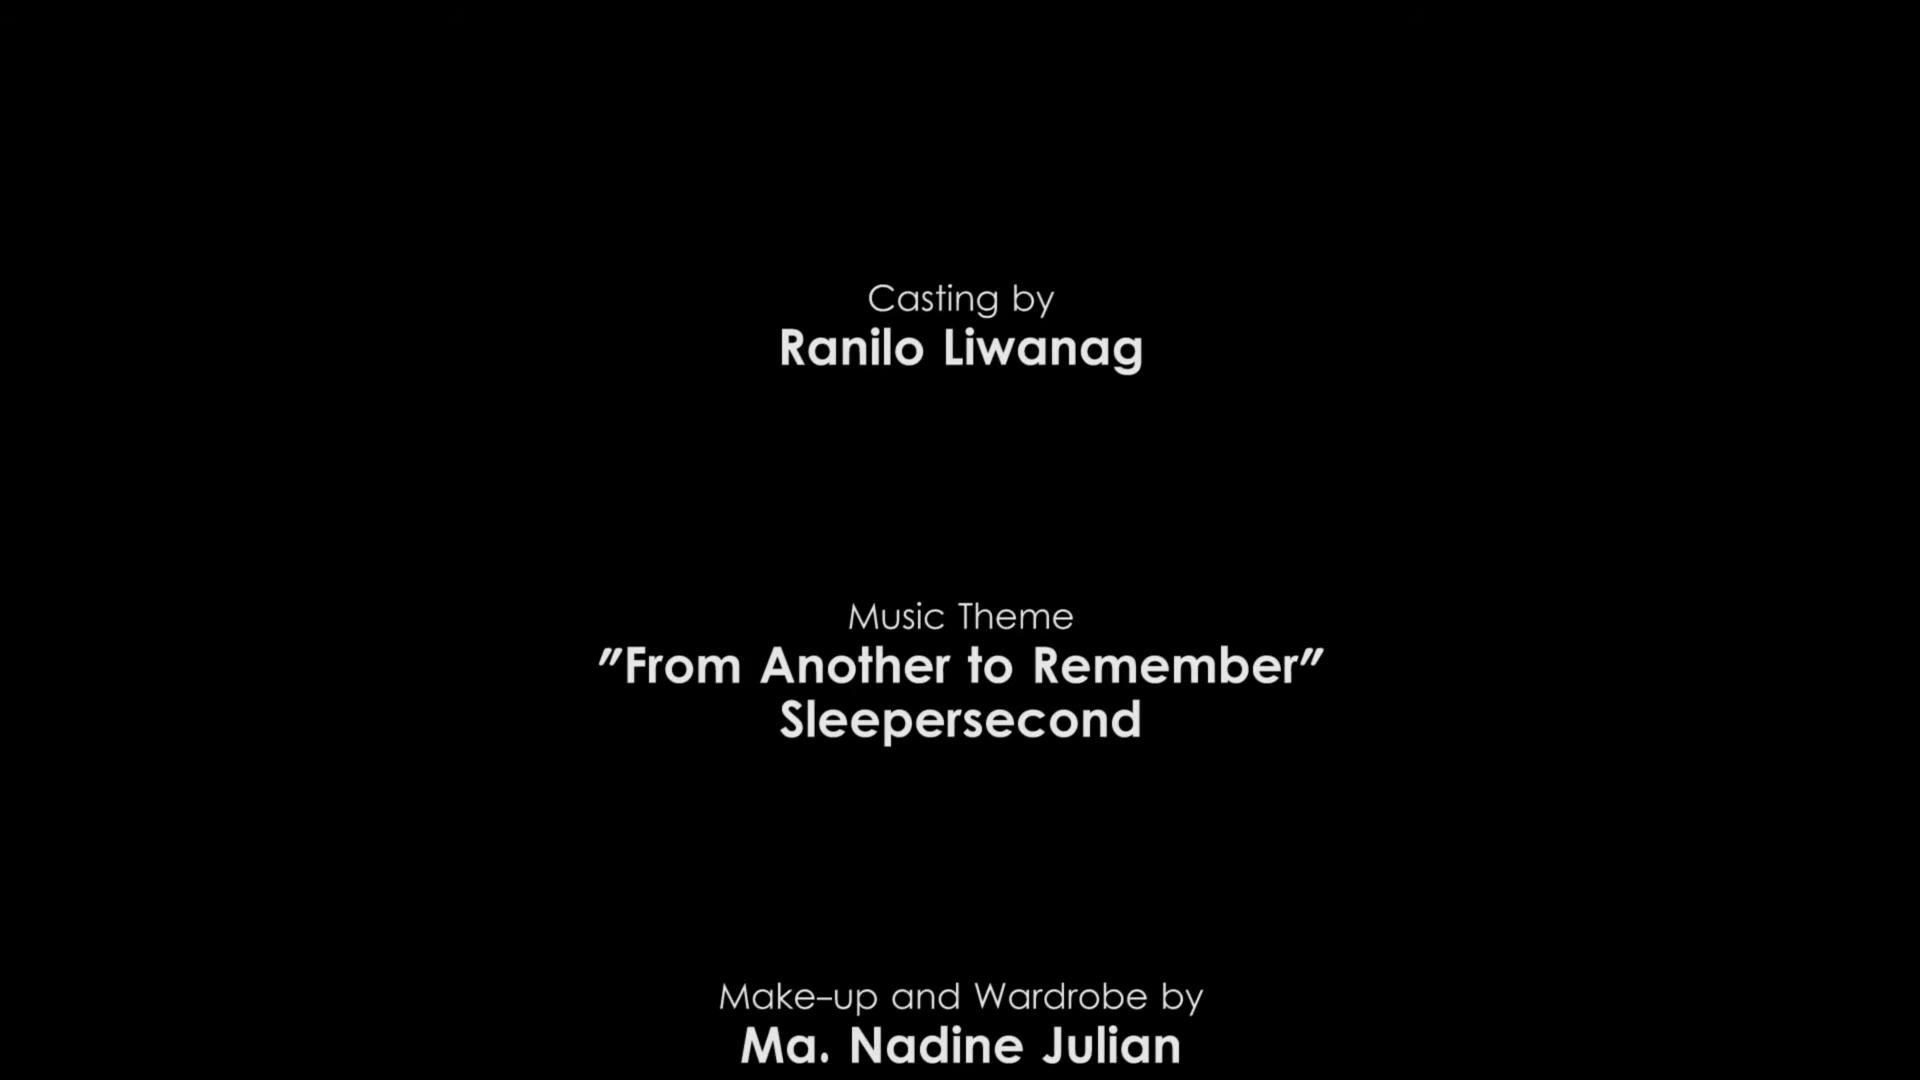 Casting by
Ranilo Liwanag
Music Theme
"From Another to Remember"
Sleepersecond
Make-up and Wardrobe by
Ma. Nadine Julian